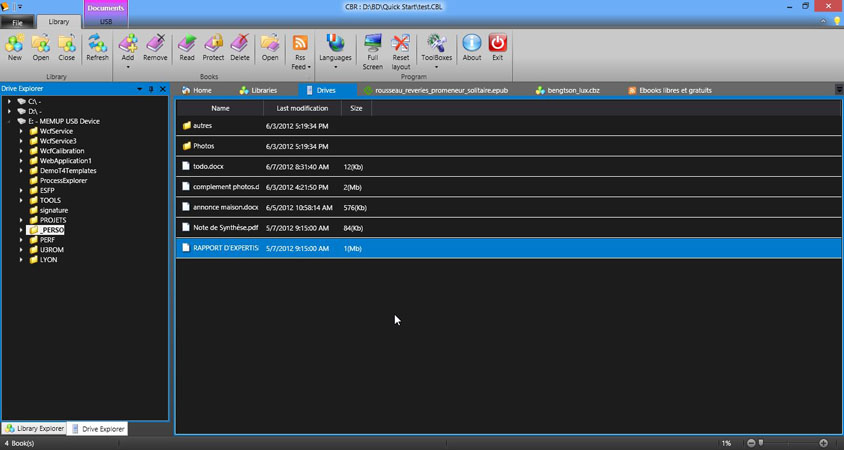 Documents
CBR : D:\BD\Quick Start\test.CBL
File
Library
USB
New
Open
Close
Refresh
Add
Remove
Read
Protect
Delete
Open
Rss Feed
Languages
Full Screen
Reset layout
ToolBoxes
About
Exit
Library
Books
Program
Drive Explorer
Home
Libraries
Drives
rousseau_reveries_promeneur_solitaire.epub
bengtson_lux.cbz
Ebooks libres et gratuits
C:\ -
D:\ -
E: - MEMUP USB Device
WcfService
WcfService3
WcfCalibration
WebApplication1
DemoT4Templates
ProcessExplorer
ESFP
TOOLS
signature
PROJETS
_PERSO
PERF
U3ROM
LYON
Name Last modification Size
autres 6/3/2012 5:19:34 PM
Photos 6/3/2012 5:19:34 PM
todo.docx 6/7/2012 8:31:40 AM 12(Kb)
complement photos.d 6/3/2012 4:21:50 PM 2(Mb)
annonce maison.docx 6/5/2012 10:58:14 AM 576(Kb)
Note de Synthèse.pdf 5/7/2012 9:15:00 AM 84(Kb)
RAPPORT D'EXPERTIS 5/7/2012 9:15:00 AM 1(Mb)
Library Explorer
Drive Explorer
4 Book(s)
1%